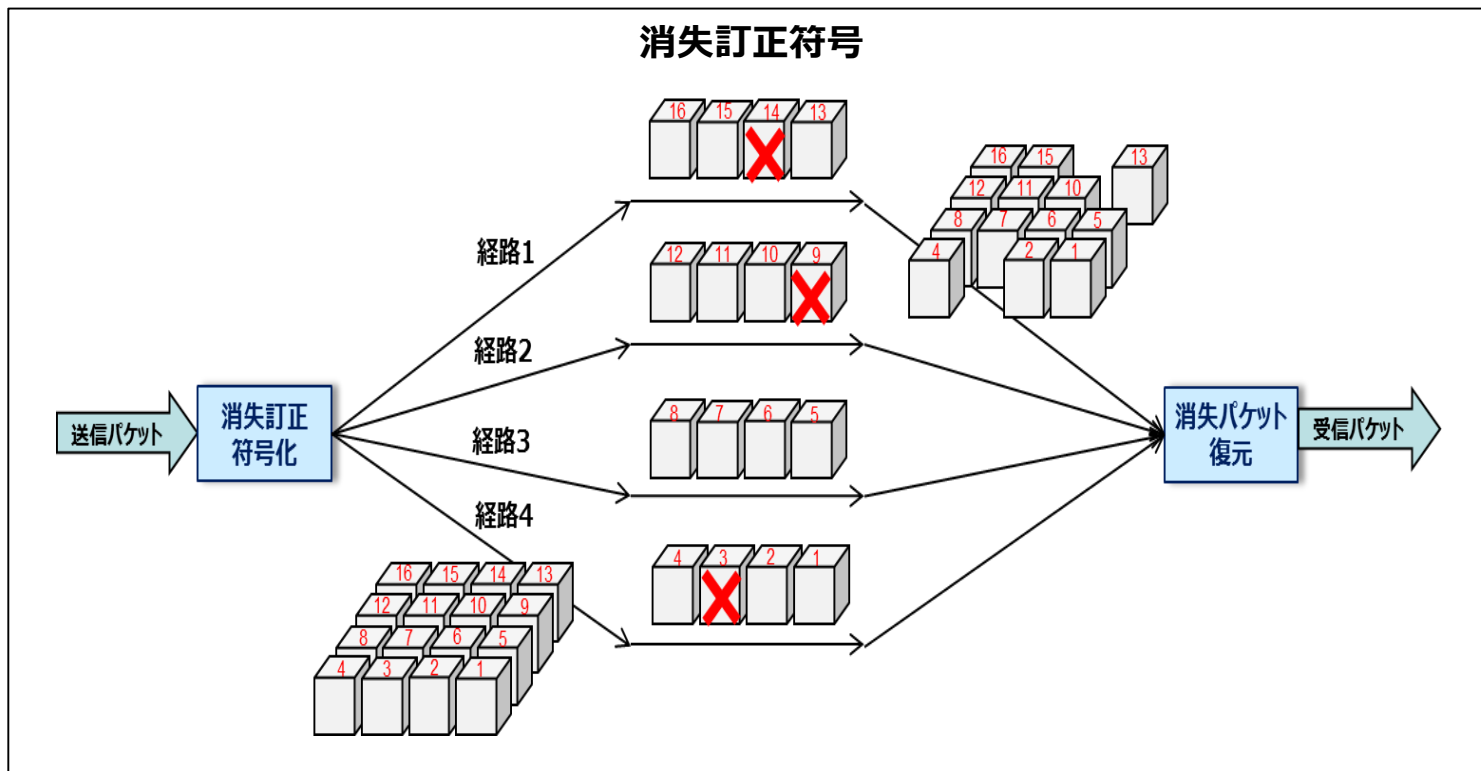 消失訂正符号
16 15 14 13
経路1
12 11 10 9
経路2
8 7 6 5
経路3
4 3 2 1
経路4
送信パケット
消失訂正
符号化
16 15 14 13
12 11 10 9
8 7 6 5
4 3 2 1
16 15 13
12 11 10
8 7 6 5
4 2 1
消失パケット
復元
受信パケット